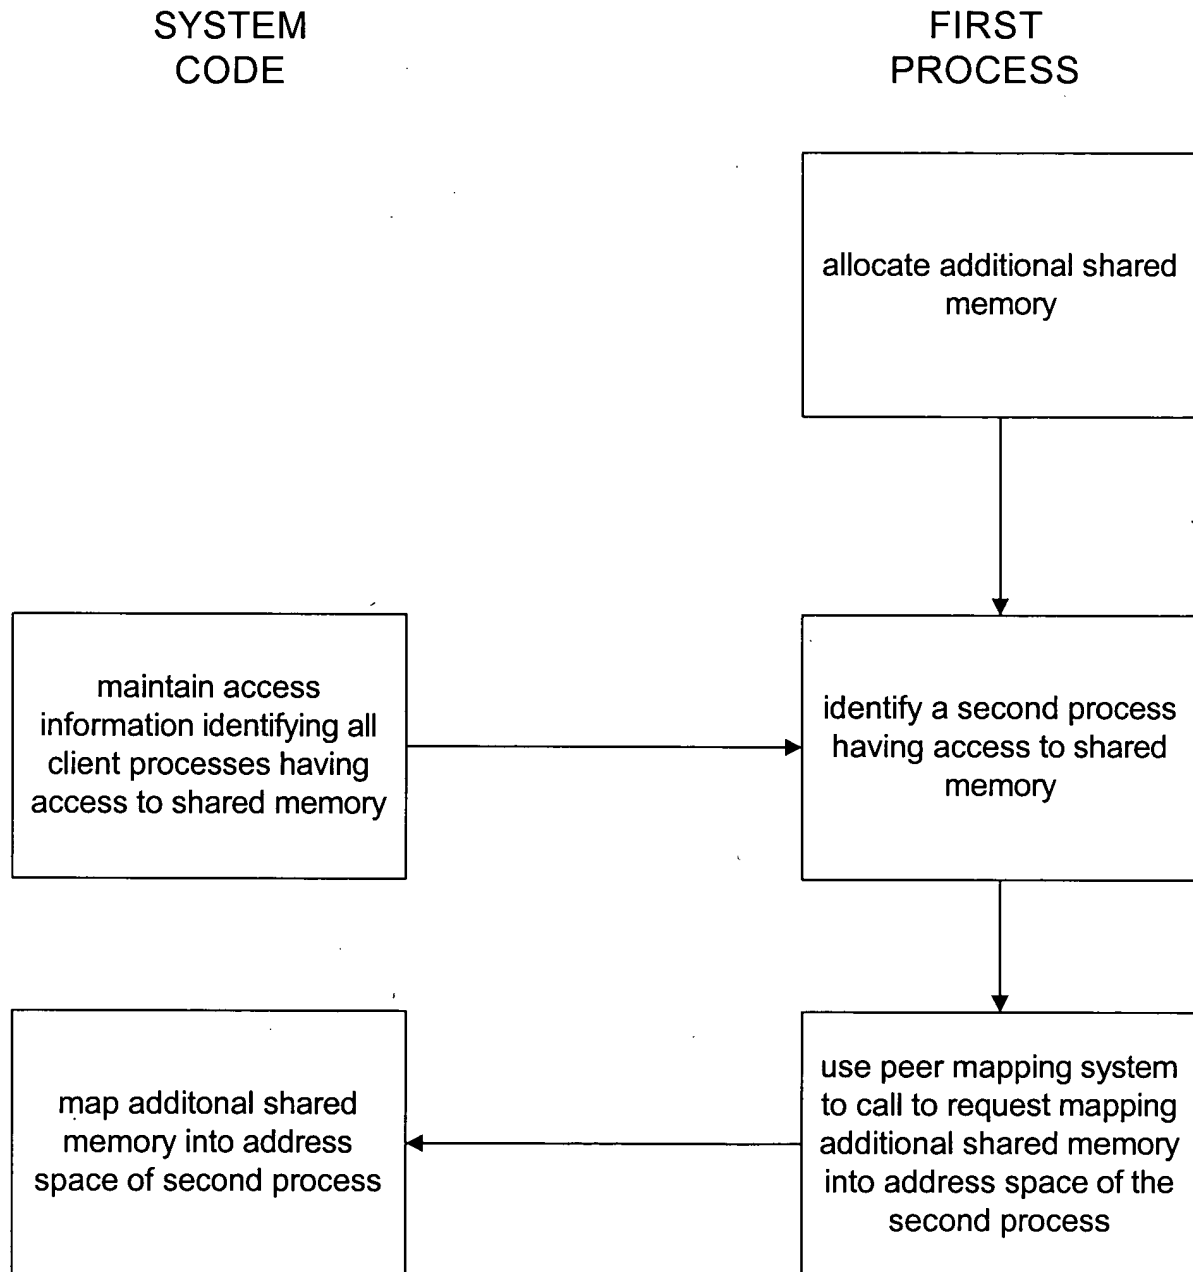 SYSTEM
CODE
FIRST
PROCESS
allocate additional shared
memory
maintain access
information identifying all
client processes having
access to shared memory
identify a second process
having access to shared
memory
map additonal shared
memory into address
space of second process
use peer mapping system
to call to request mapping
additional shared memory
into address space of the
second process